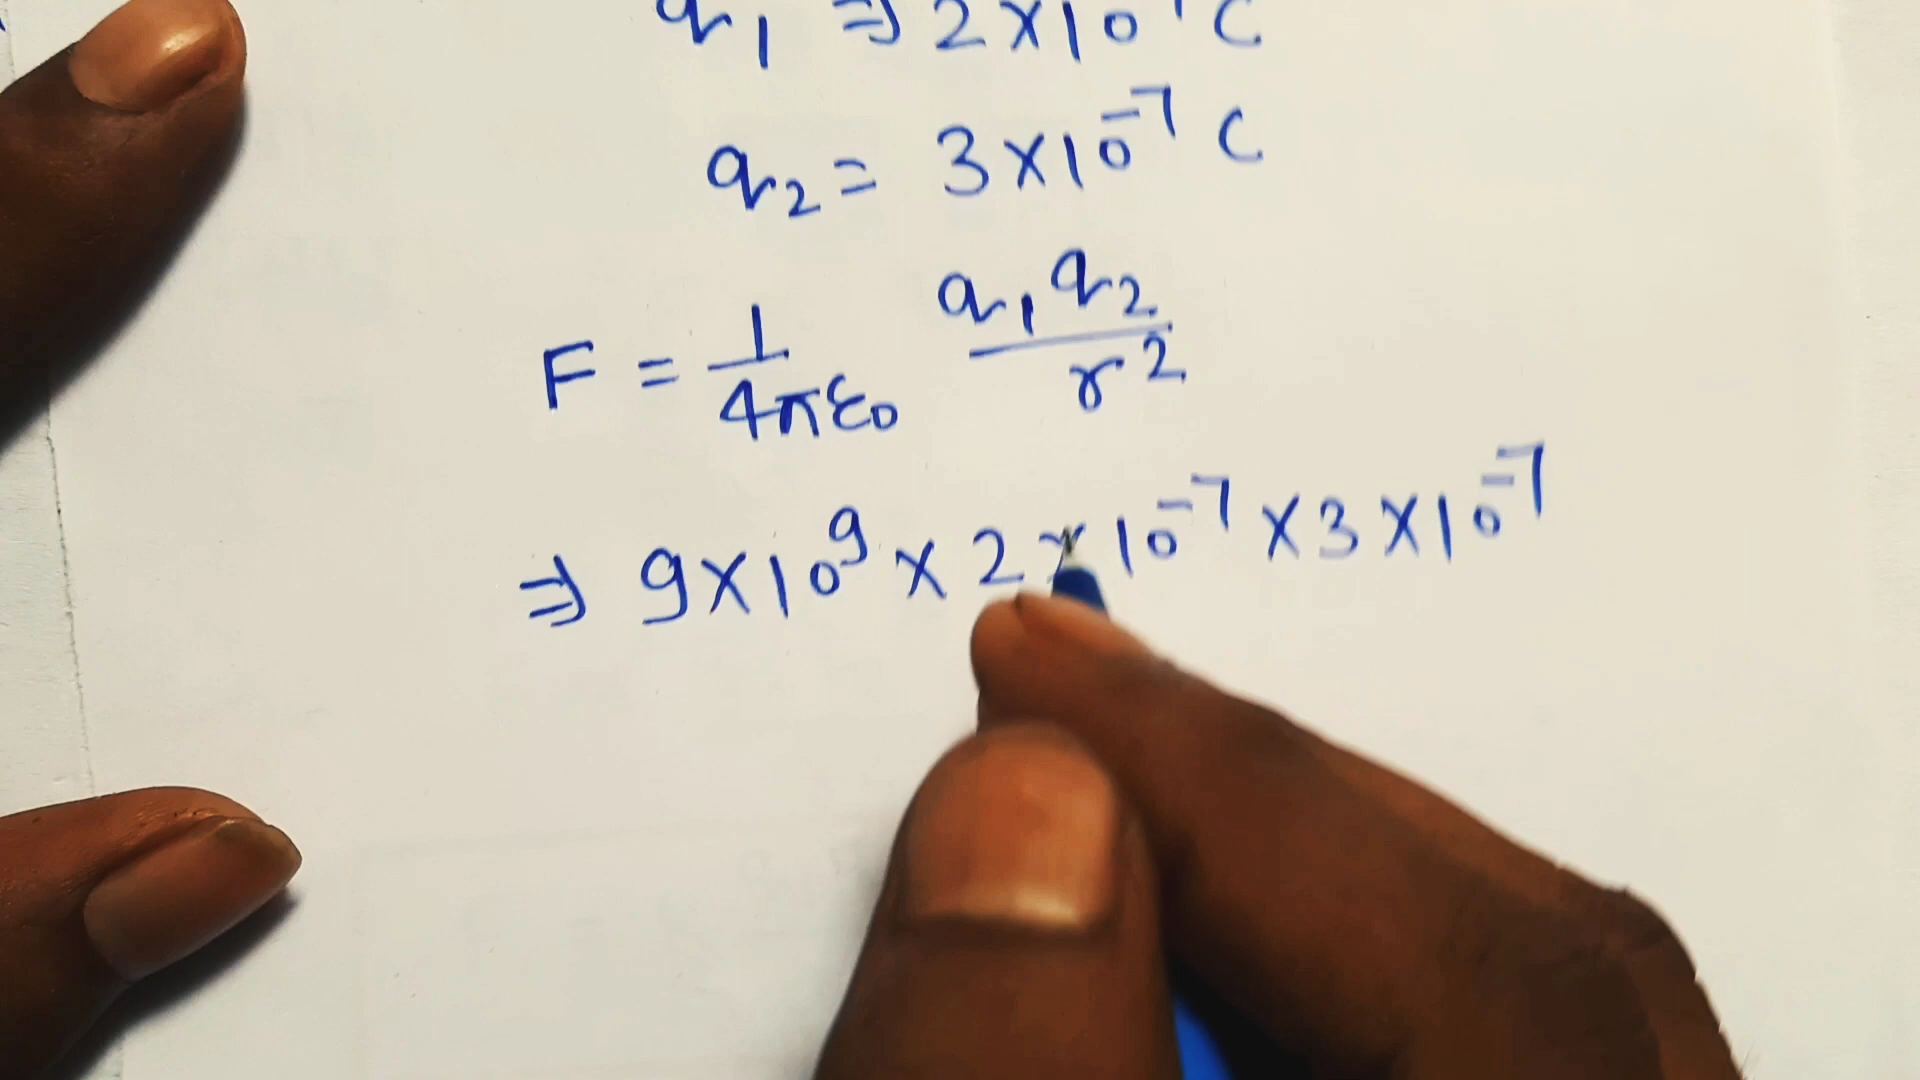 q₁ ⇒ 2×10 C
q₂ = 3×10⁻⁷ C
F = 1/4πε₀ q₁q₂/r²
⇒ 9×10⁹ × 2×10⁻⁷ ×3×10⁻⁷